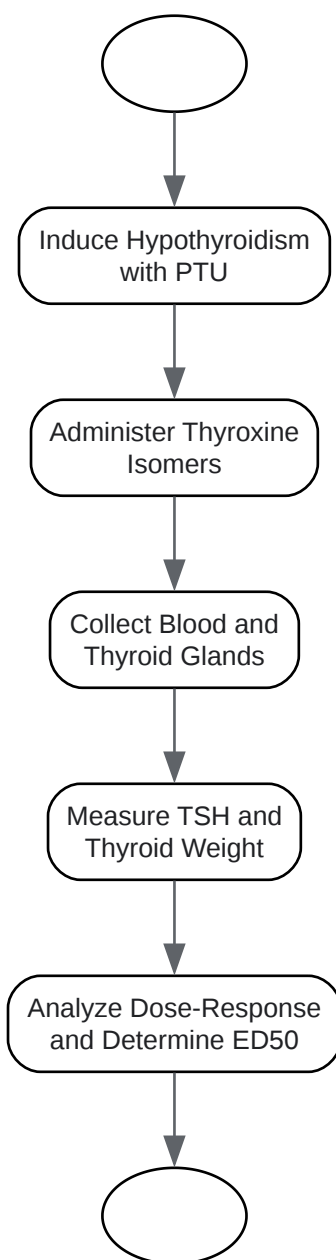 Induce Hypothyroidism
with PTU
Administer Thyroxine
Isomers
Collect Blood and
Thyroid Glands
Measure TSH and
Thyroid Weight
Analyze Dose-Response
and Determine ED50